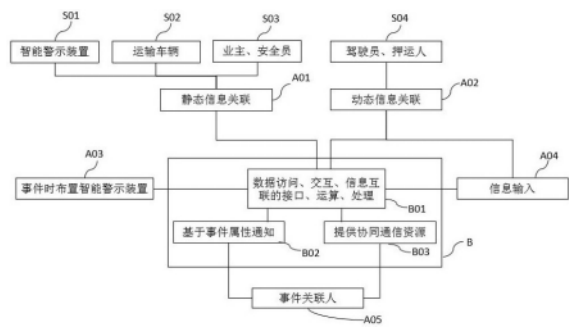 S01
S02
S03
S04
智能警示装置
运输车辆
业主、安全员
驾驶员、押运人
A01
A02
静态信息关联
动态信息关联
A03
A04
事件时布置智能警示装置
数据访问、交互、信息互
联的接口、运算、处理
信息输入
B01
基于事件属性通知
提供协同通信资源
B
B02
B03
事件关联人
A05